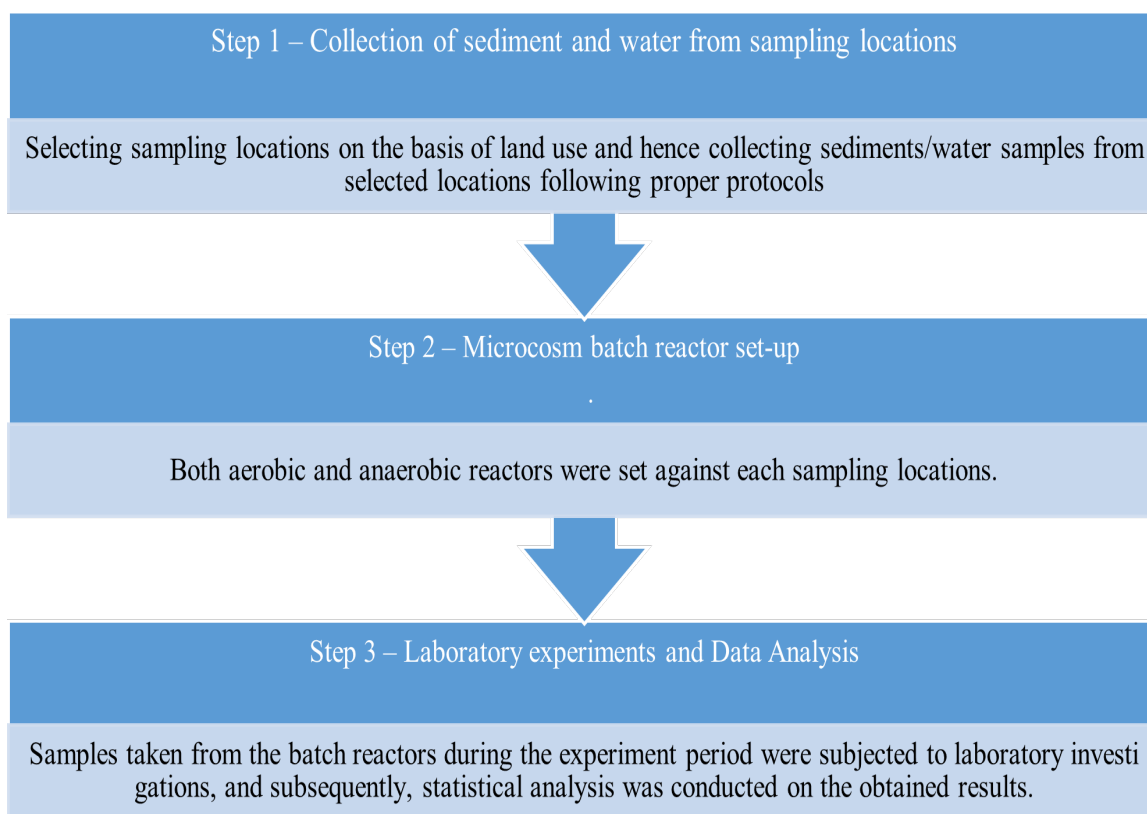 Step 1 – Collection of sediment and water from sampling locations
Selecting sampling locations on the basis of land use and hence collecting sediments/water samples from
selected locations following proper protocols
Step 2 – Microcosm batch reactor set-up
.
Both aerobic and anaerobic reactors were set against each sampling locations.
Step 3 – Laboratory experiments and Data Analysis
Samples taken from the batch reactors during the experiment period were subjected to laboratory investi
gations, and subsequently, statistical analysis was conducted on the obtained results.